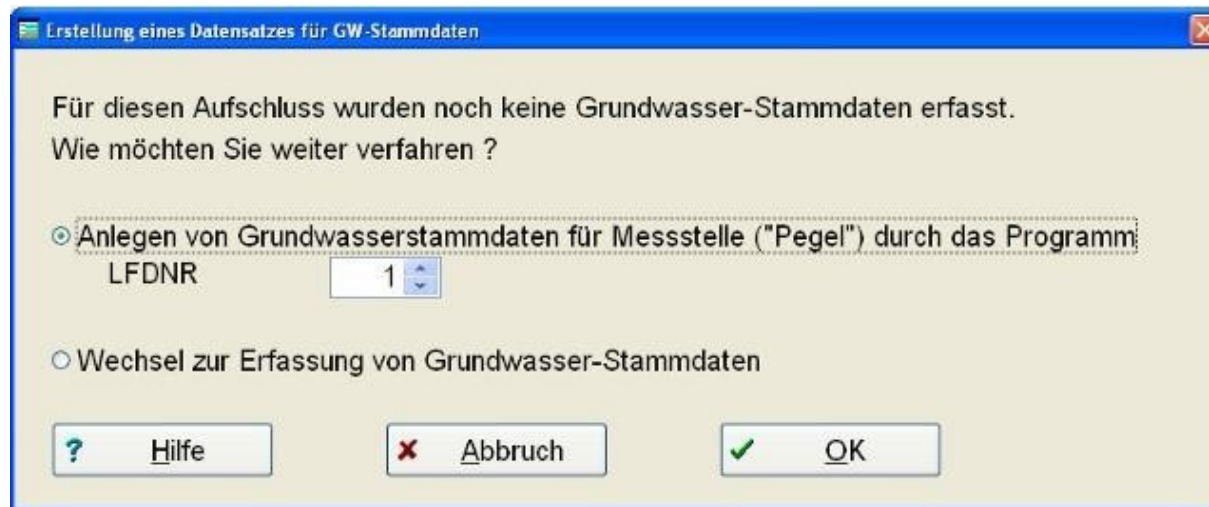 Erstellung eines Datensatzes für GW-Stammdaten
Für diesen Aufschluss wurden noch keine Grundwasser-Stammdaten erfasst.
Wie möchten Sie weiter verfahren ?
Anlegen von Grundwasserstammdaten für Messstelle ("Pegel") durch das Programm
LFDNR 1
Wechsel zur Erfassung von Grundwasser-Stammdaten
? Hilfe Abbruch OK